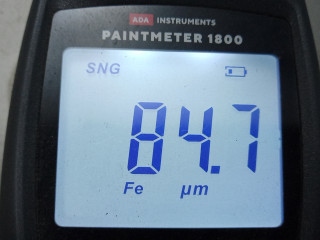 ADA INSTRUMENTS
PAINTMETER 1800
SNG
84.7
Fe μm